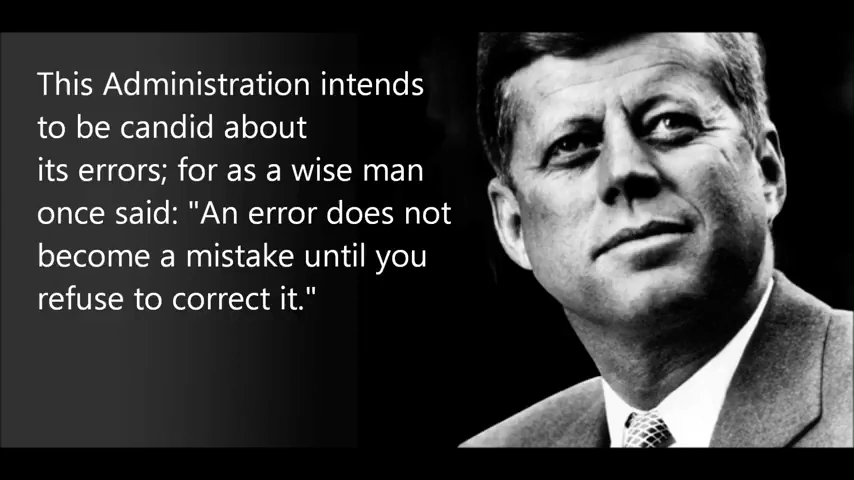 This Administration intends
to be candid about
its errors; for as a wise man
once said: "An error does not
become a mistake until you
refuse to correct it."